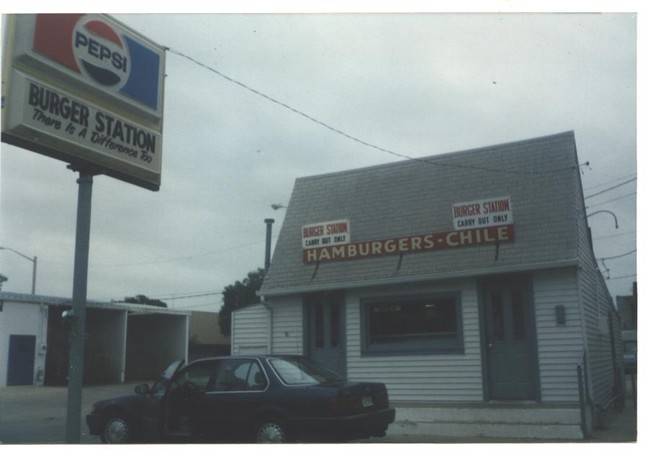 PEPSI
BURGER STATION
There Is A Difference Too
BURGER STATION
CARRY OUT ONLY
BURGER STATION
CARRY OUT ONLY
HAMBURGERS-CHILE